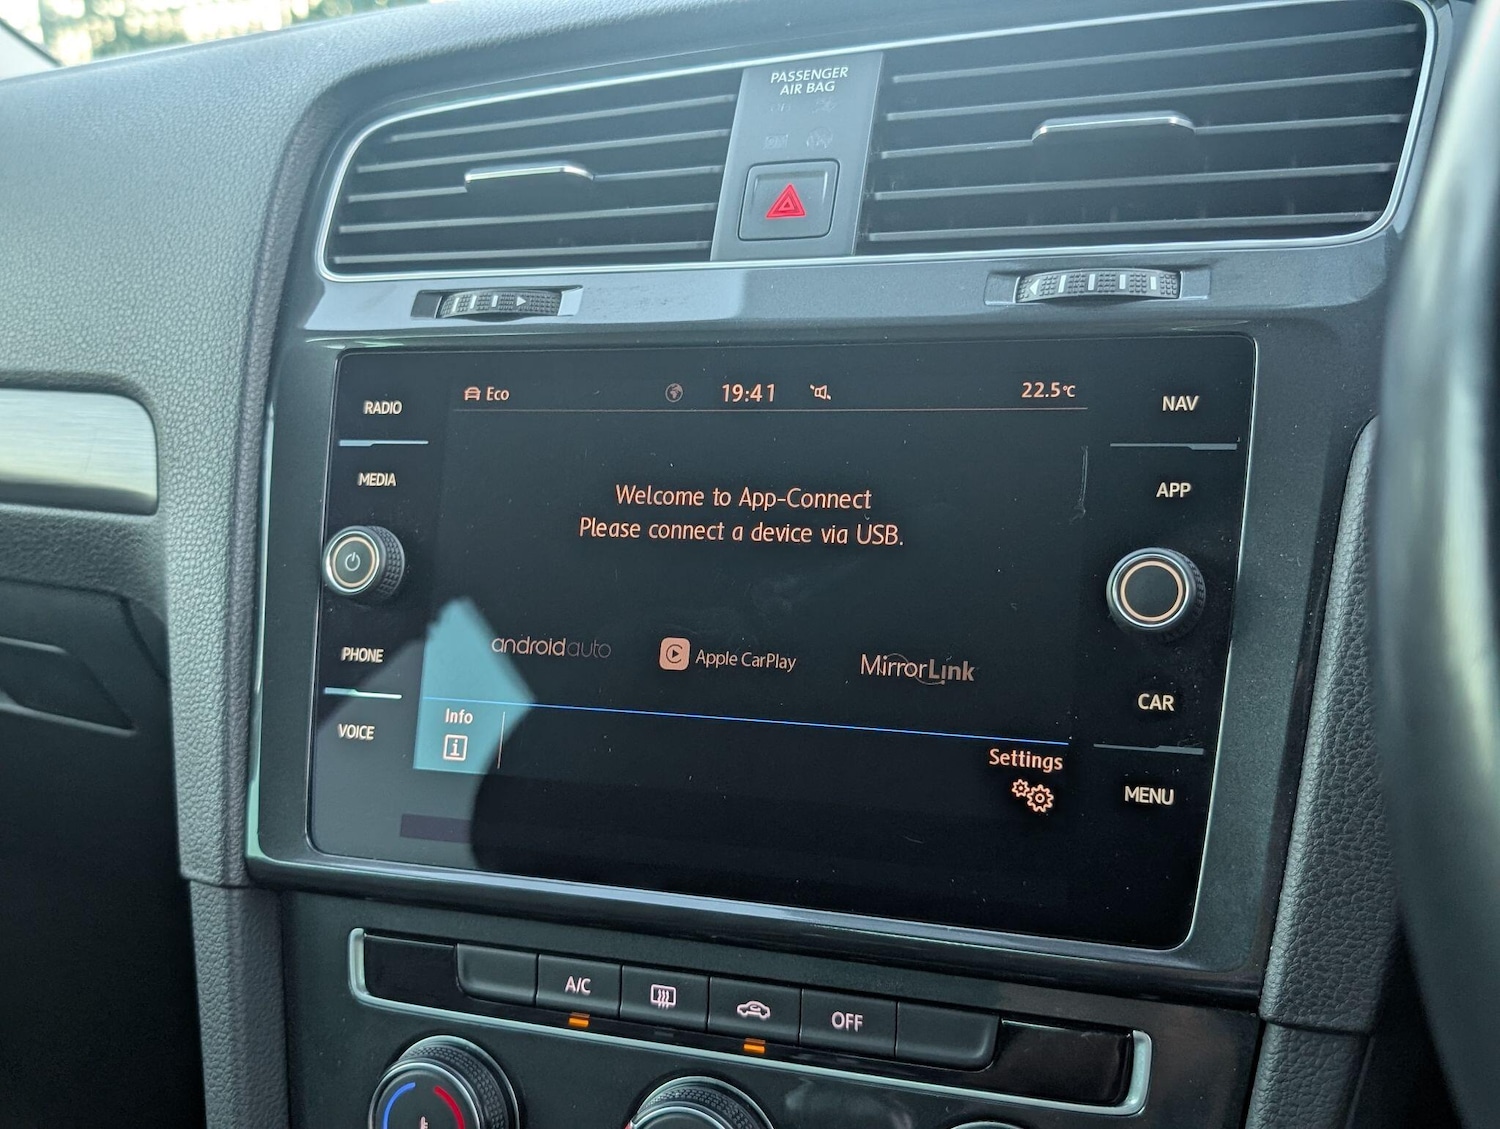 PASSENGER
AIR BAG
RADIO
MEDIA
PHONE
VOICE
Eco
19:41
22.5°C
Welcome to App-Connect
Please connect a device via USB.
androidauto
Apple CarPlay
MirrorLink
Info
i
Settings
NAV
APP
CAR
MENU
A/C
OFF